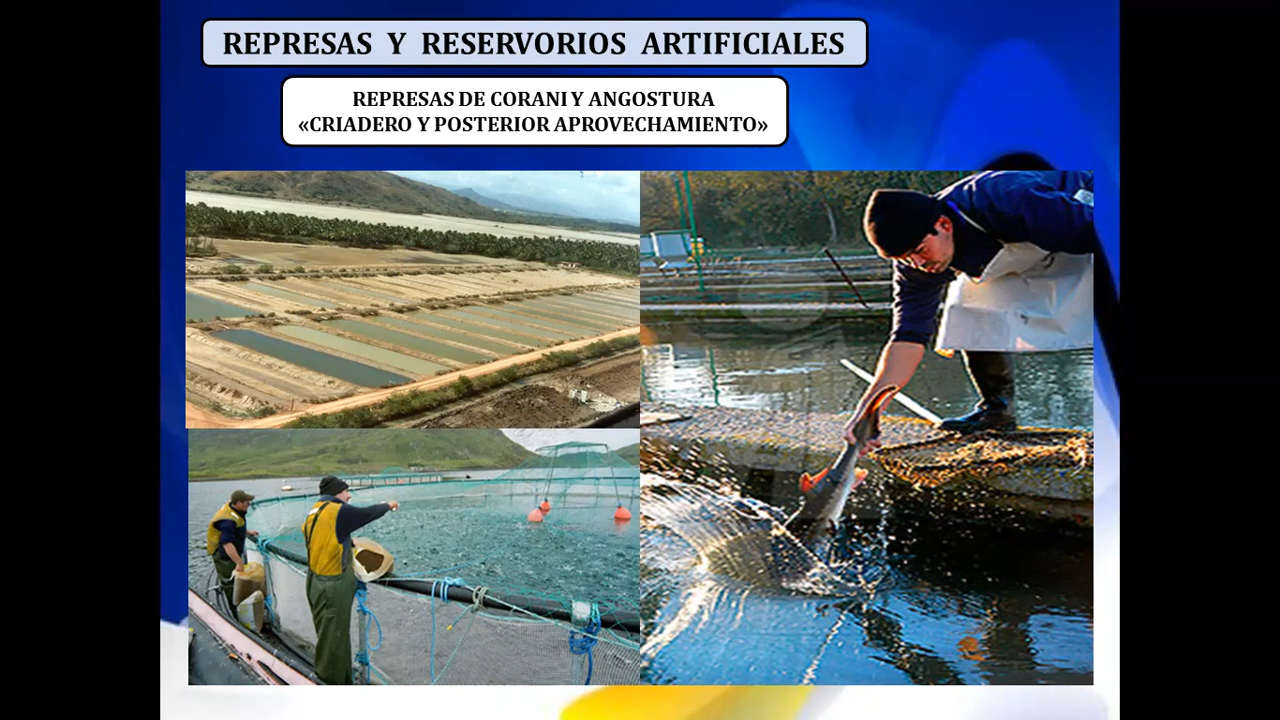 REPRESAS Y RESERVORIOS ARTIFICIALES
REPRESAS DE CORANI Y ANGOSTURA
«CRIADERO Y POSTERIOR APROVECHAMIENTO»